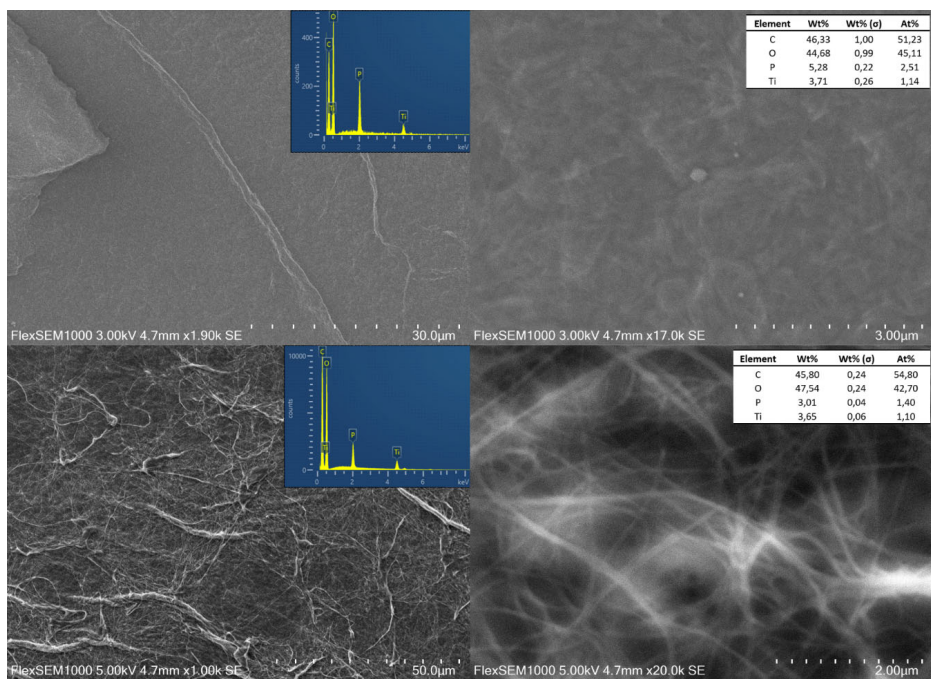 O
C
Ti
P
Ti
400
200
0
counts
0 2 4 6 keV
FlexSEM1000 3.00kV 4.7mm x1.90k SE 30.0µm
Element Wt% Wt% (σ) At%
C 46,33 1,00 51,23
O 44,68 0,99 45,11
P 5,28 0,22 2,51
Ti 3,71 0,26 1,14
FlexSEM1000 3.00kV 4.7mm x17.0k SE 3.00µm
C
O
Ti
P
Ti
10000
0
counts
0 2 4 6 keV
FlexSEM1000 5.00kV 4.7mm x1.00k SE 50.0µm
Element Wt% Wt% (σ) At%
C 45,80 0,24 54,80
O 47,54 0,24 42,70
P 3,01 0,04 1,40
Ti 3,65 0,06 1,10
FlexSEM1000 5.00kV 4.7mm x20.0k SE 2.00µm